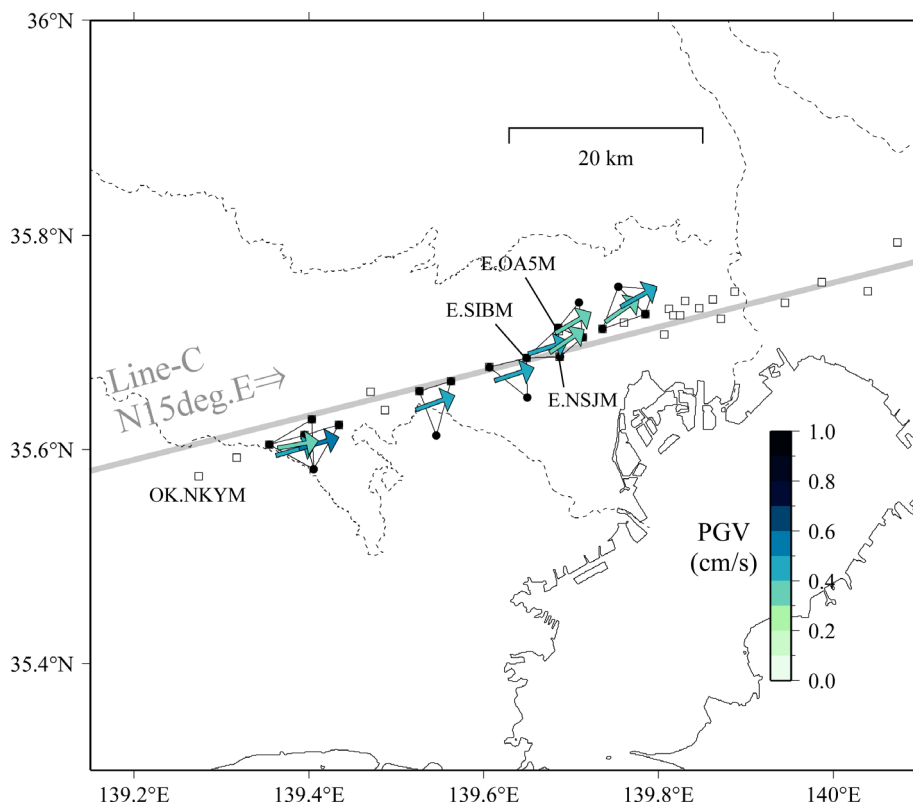 36°N
35.8°N
35.6°N
35.4°N
20 km
E.OA5M
E.SIBM
Line-C
N15deg.E⇒
E.NSJM
OK.NKYM
PGV
(cm/s)
1.0
0.8
0.6
0.4
0.2
0.0
139.2°E
139.4°E
139.6°E
139.8°E
140°E